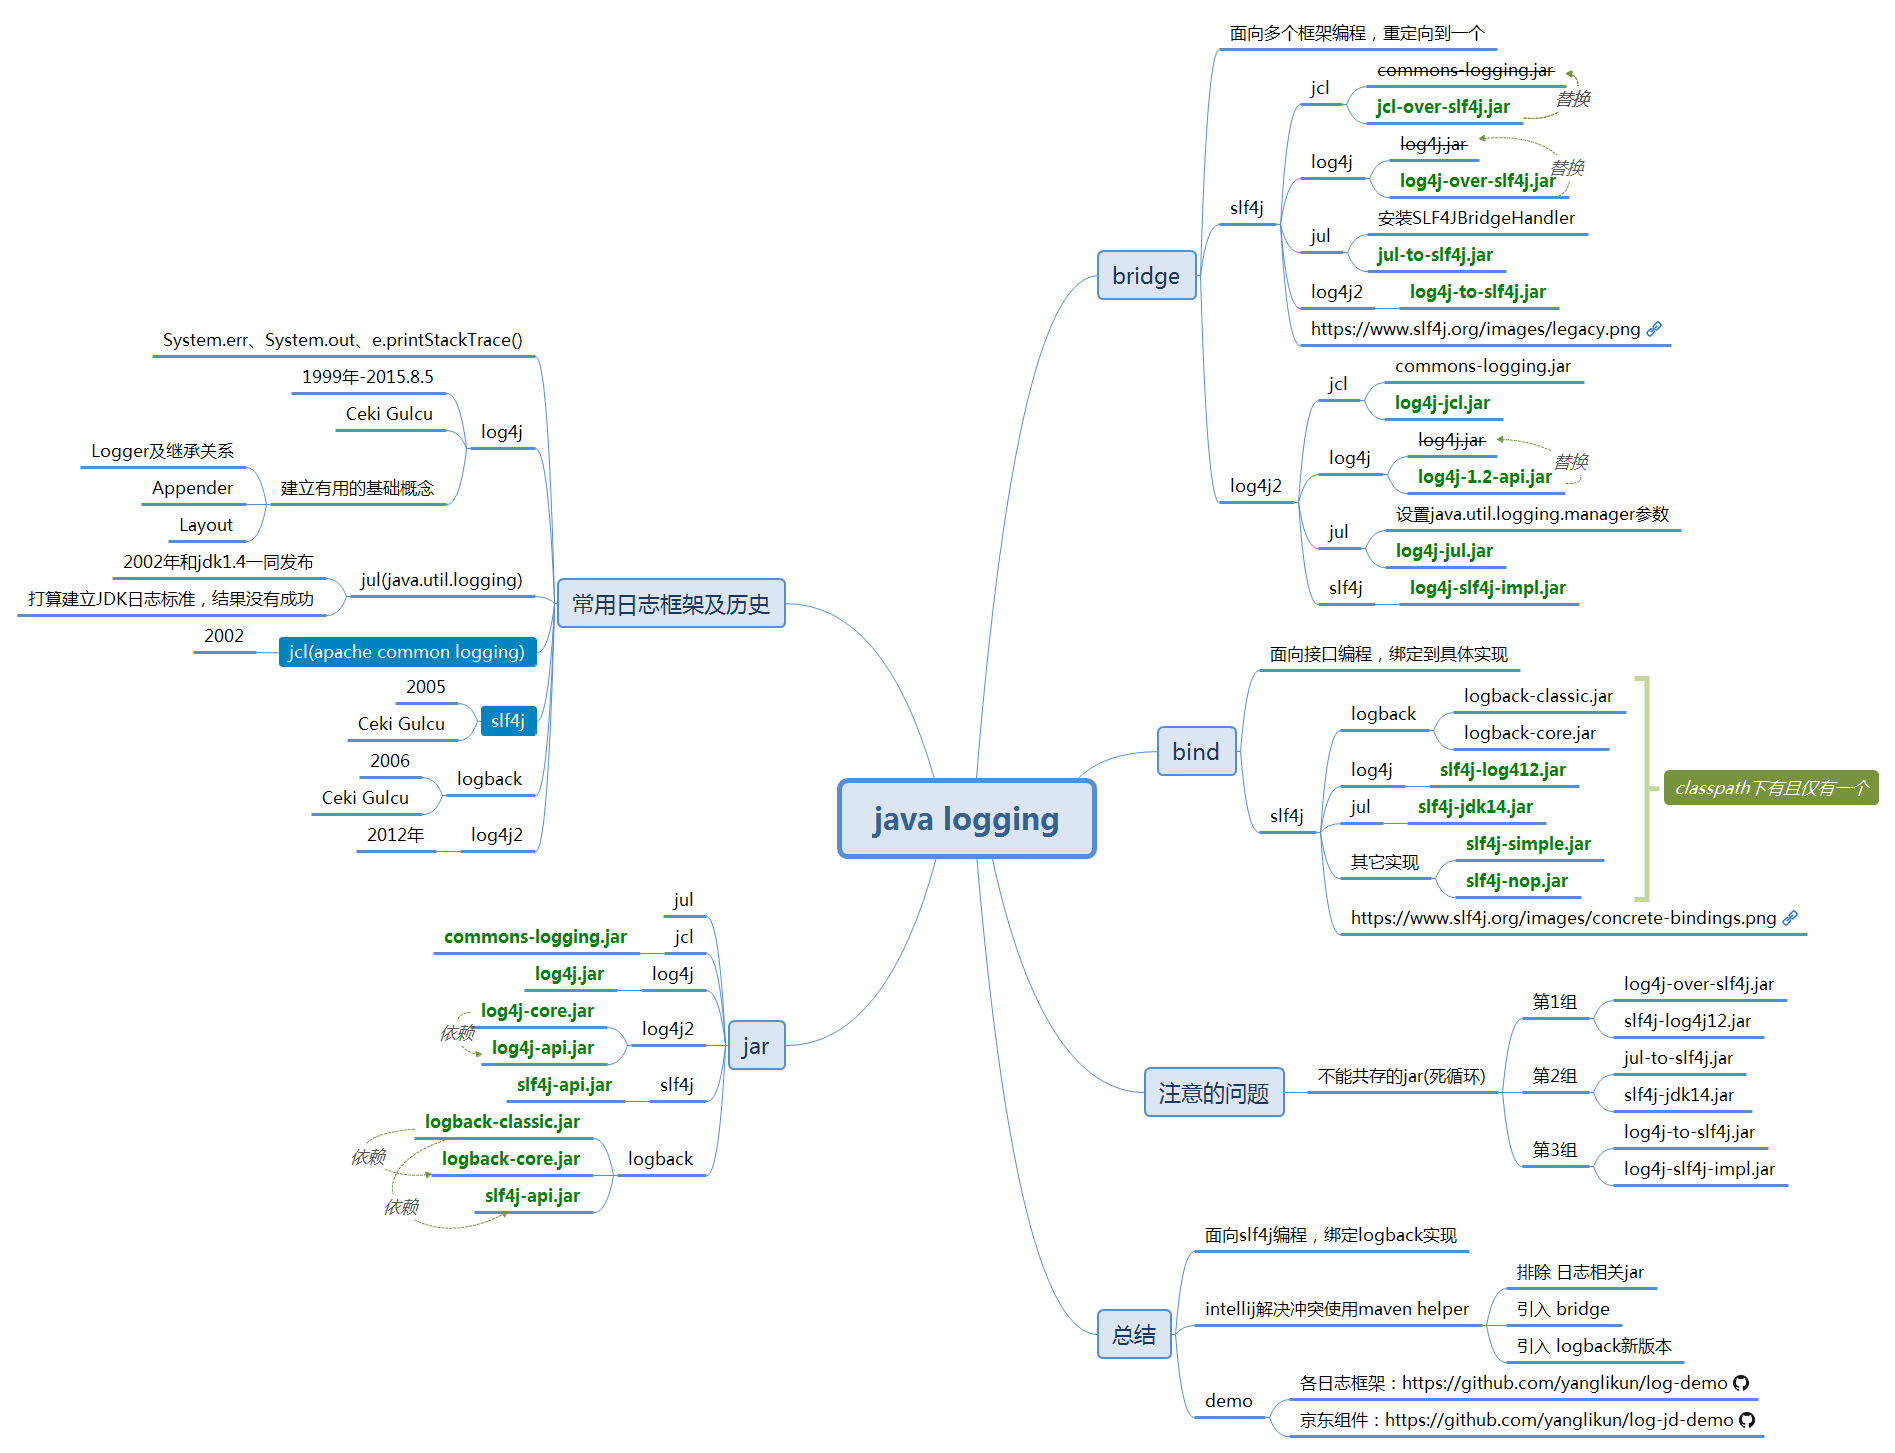 java logging
bridge
面向多个框架编程，重定向到一个
slf4j
jcl
commons-logging.jar
jcl-over-slf4j.jar
替换
log4j
log4j.jar
log4j-over-slf4j.jar
替换
jul
安装SLF4JBridgeHandler
jul-to-slf4j.jar
log4j2
log4j-to-slf4j.jar
https://www.slf4j.org/images/legacy.png
log4j2
jcl
commons-logging.jar
log4j-jcl.jar
log4j
log4j.jar
log4j-1.2-api.jar
替换
jul
设置java.util.logging.manager参数
log4j-jul.jar
slf4j
log4j-slf4j-impl.jar
bind
面向接口编程，绑定到具体实现
slf4j
logback
logback-classic.jar
logback-core.jar
log4j
slf4j-log412.jar
jul
slf4j-jdk14.jar
其它实现
slf4j-simple.jar
slf4j-nop.jar
https://www.slf4j.org/images/concrete-bindings.png
classpath下有且仅有一个
注意的问题
不能共存的jar(死循环)
第1组
log4j-over-slf4j.jar
slf4j-log4j12.jar
第2组
jul-to-slf4j.jar
slf4j-jdk14.jar
第3组
log4j-to-slf4j.jar
log4j-slf4j-impl.jar
总结
面向slf4j编程，绑定logback实现
intellij解决冲突使用maven helper
排除 日志相关jar
引入 bridge
引入 logback新版本
demo
各日志框架：https://github.com/yanglikun/log-demo
京东组件：https://github.com/yanglikun/log-jd-demo
常用日志框架及历史
System.err、System.out、e.printStackTrace()
log4j
1999年-2015.8.5
Ceki Gulcu
建立有用的基础概念
Logger及继承关系
Appender
Layout
jul(java.util.logging)
2002年和jdk1.4一同发布
打算建立JDK日志标准，结果没有成功
jcl(apache common logging)
2002
slf4j
2005
Ceki Gulcu
logback
2006
Ceki Gulcu
log4j2
2012年
jar
jul
jcl
commons-logging.jar
log4j
log4j.jar
log4j2
log4j-core.jar
log4j-api.jar
依赖
slf4j
slf4j-api.jar
logback
logback-classic.jar
logback-core.jar
slf4j-api.jar
依赖
依赖